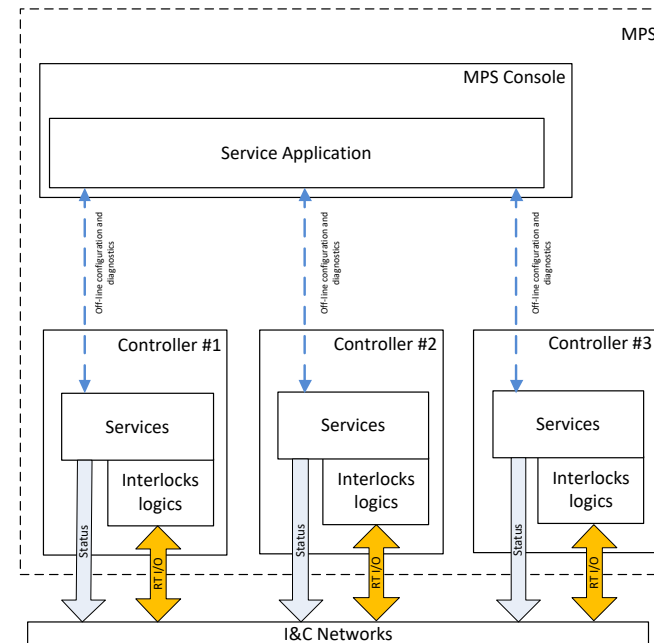 MPS
MPS Console
Service Application
Off-line configuration and
diagnostics
Off-line configuration and
diagnostics
Off-line configuration and
diagnostics
Controller #1
Controller #2
Controller #3
Services
Services
Services
Interlocks
logics
Interlocks
logics
Interlocks
logics
Status
RT I/O
Status
RT I/O
Status
RT I/O
I&C Networks